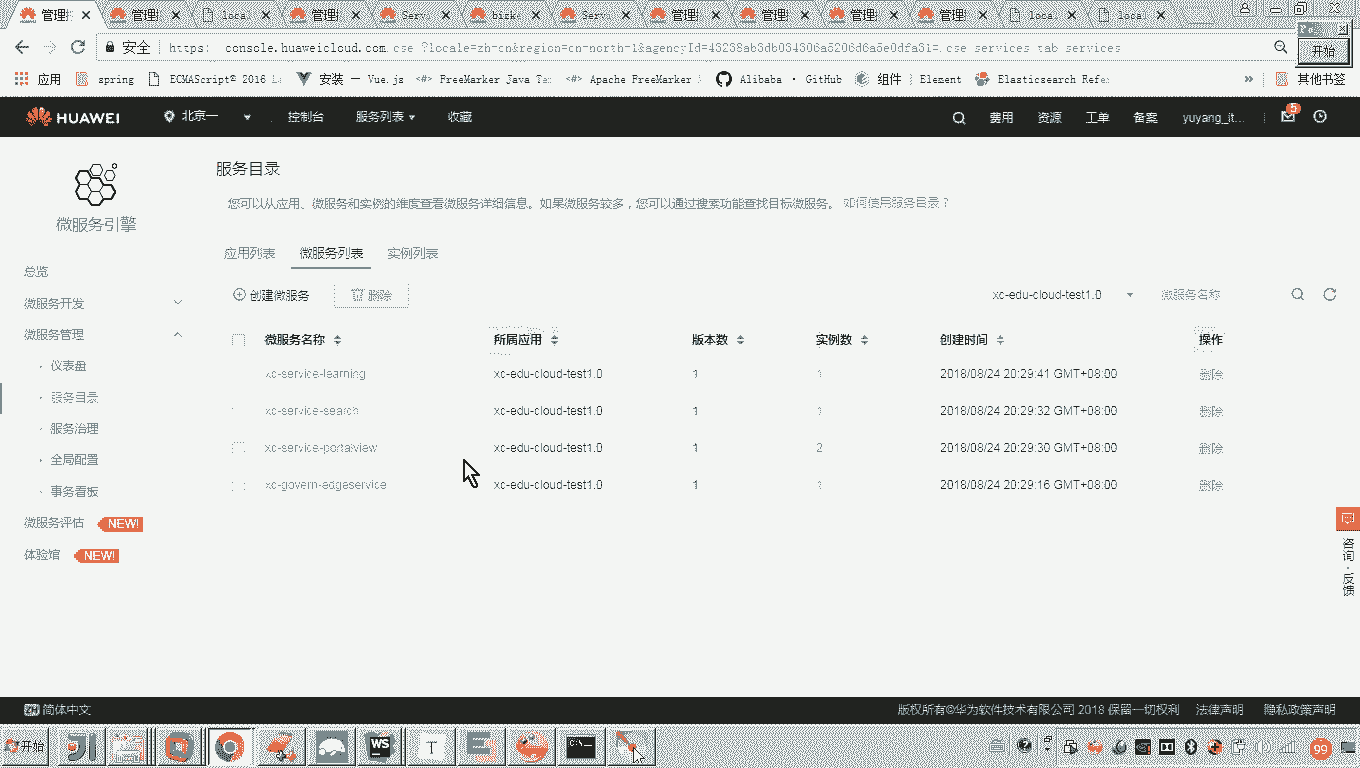 管理 管理 loca 管理 Serv bizke Serv 管理 管理 管理 管理 loca loca
安全 https: console.huaweicloud.com
开始
应用 spring ECMAScript® 2016 安装 — Vue.js FreeMarker Java Apache FreeMarker Alibaba · GitHub 组件 | Element Elasticsearch » 其他书签
HUAWEI 北京一 控制台 服务列表 收藏 费用 资源 工单 备案 yuyang_it... 5
微服务引擎
总览
微服务开发
微服务管理
仪表盘
服务目录
服务治理
全局配置
事务看板
微服务评估 NEW!
体验馆 NEW!
服务目录
您可以从应用、微服务和实例的维度查看微服务详细信息。如果微服务较多，您可以通过搜索功能查找目标微服务。 如何使用服务目录？
应用列表 微服务列表 实例列表
创建微服务 删除 xc-edu-cloud-test1.0 微服务名称
微服务名称 所属应用 版本数 实例数 创建时间 操作
xc-service-learning xc-edu-cloud-test1.0 1 1 2018/08/24 20:29:41 GMT+08:00 删除
xc-service-search xc-edu-cloud-test1.0 1 1 2018/08/24 20:29:32 GMT+08:00 删除
xc-service-portalview xc-edu-cloud-test1.0 1 2 2018/08/24 20:29:30 GMT+08:00 删除
xc-govern-edgeservice xc-edu-cloud-test1.0 1 1 2018/08/24 20:29:16 GMT+08:00 删除
咨询·反馈
简体中文 版权所有©华为软件技术有限公司 2018 保留一切权利 法律声明 隐私政策声明
开始 WS T C:\ 99